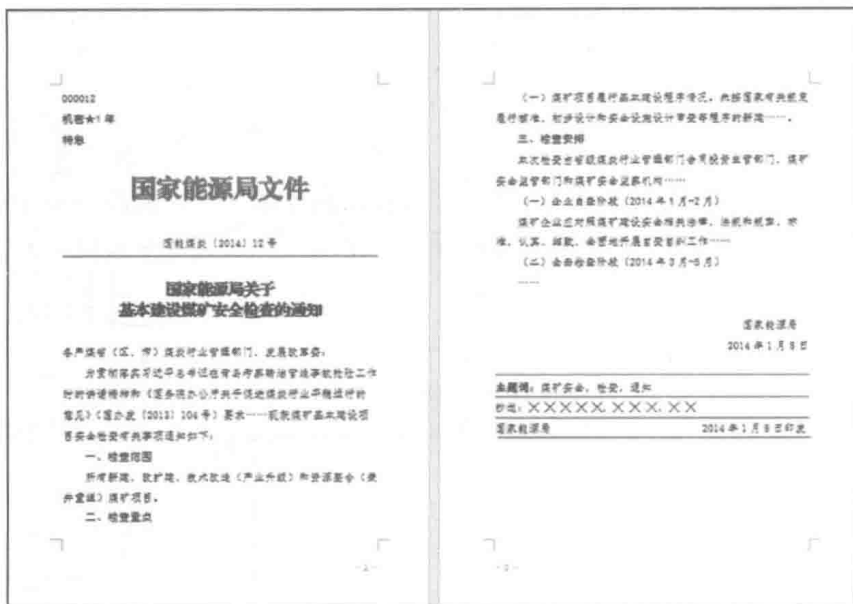 000012
机密★1年
特急
国家能源局文件
国能煤炭〔2014〕12号
国家能源局关于
基本建设煤矿安全检查的通知
各产煤省（区、市）煤炭行业管理部门、发展改革委：
为贯彻落实习近平总书记在青岛考察输油管线事故抢险工作
时的讲话精神和《国务院办公厅关于促进煤炭行业平稳运行的
意见》（国办发〔2013〕104号）要求……现就煤矿基本建设项
目安全检查有关事项通知如下：
一、检查范围
所有新建、改扩建、技术改造（产业升级）和资源整合（兼
并重组）煤矿项目。
二、检查重点
（一）煤矿项目履行基本建设程序情况。未按国家有关规定
履行核准、初步设计和安全设施设计审查等程序的新建……。
三、检查安排
本次检查由省级煤炭行业管理部门会同投资主管部门、煤矿
安全监管部门和煤矿安全监察机构……
（一）企业自查阶段（2014年1月-2月）
煤矿企业应对照煤矿建设安全相关法律、法规和规章、标
准，认真、细致、全面地开展自查自纠工作……
（二）全面检查阶段（2014年3月-5月）
……
国家能源局
2014年1月8日
主题词：煤矿安全，检查，通知
抄送：×××××，×××，××
国家能源局 2014年1月8日印发